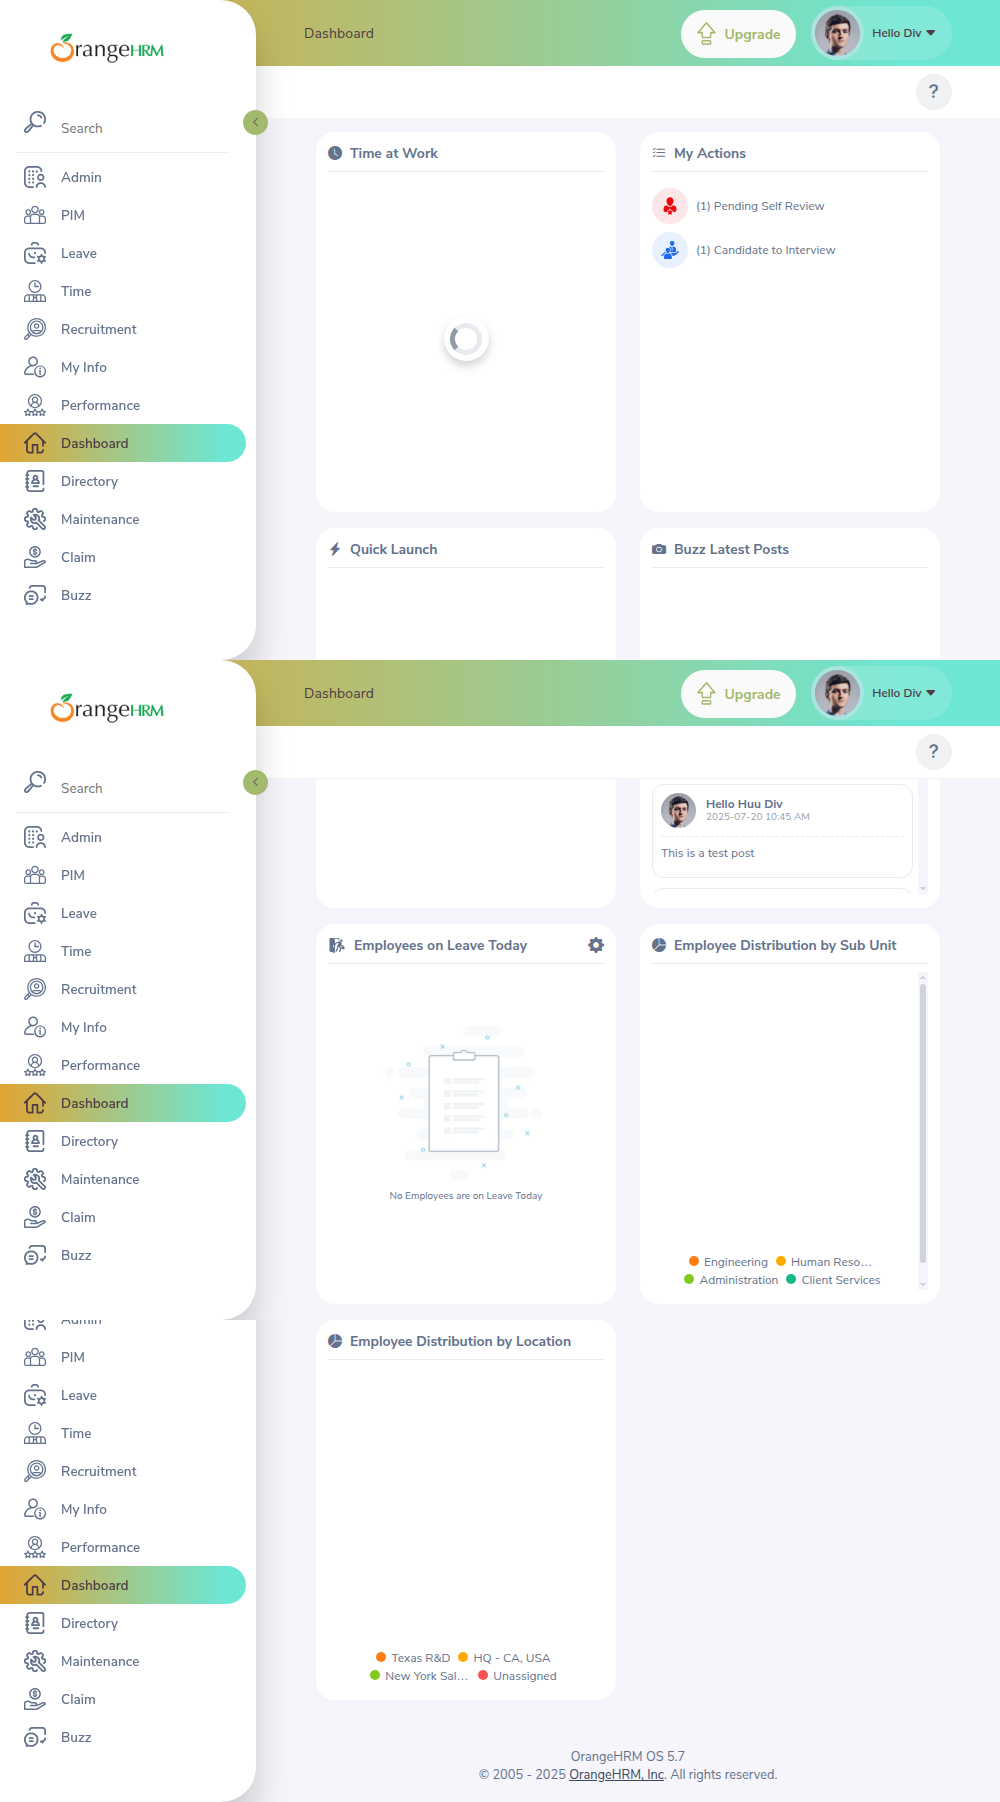 OrangeHRM
Dashboard
Upgrade
Hello Div
?
Search
Admin
PIM
Leave
Time
Recruitment
My Info
Performance
Dashboard
Directory
Maintenance
Claim
Buzz
Time at Work
My Actions
(1) Pending Self Review
(1) Candidate to Interview
Quick Launch
Buzz Latest Posts
OrangeHRM
Dashboard
Upgrade
Hello Div
?
Search
Admin
PIM
Leave
Time
Recruitment
My Info
Performance
Dashboard
Directory
Maintenance
Claim
Buzz
Hello Huu Div
2025-07-20 10:45 AM
This is a test post
Employees on Leave Today
No Employees are on Leave Today
Employee Distribution by Sub Unit
Engineering
Human Reso...
Administration
Client Services
Admin
PIM
Leave
Time
Recruitment
My Info
Performance
Dashboard
Directory
Maintenance
Claim
Buzz
Employee Distribution by Location
Texas R&D
HQ - CA, USA
New York Sal...
Unassigned
OrangeHRM OS 5.7
© 2005 - 2025 OrangeHRM, Inc. All rights reserved.